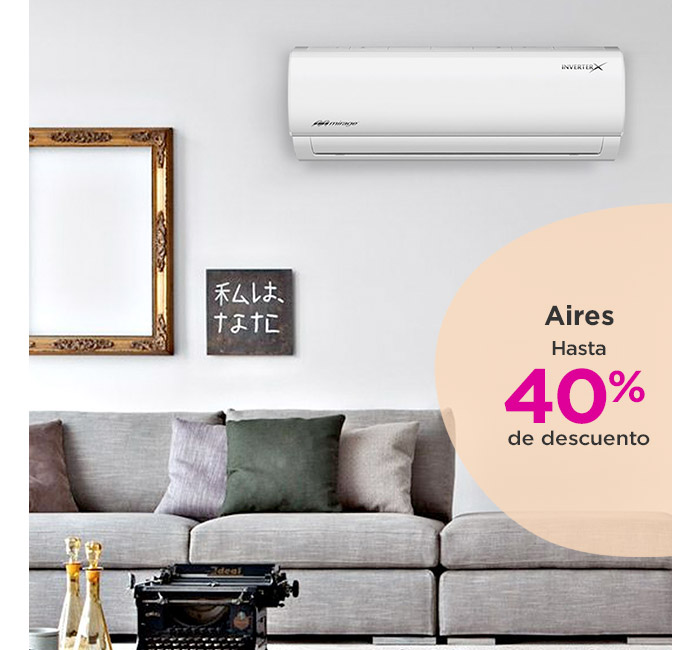 INVERTER X
mirage
私は、
なたに
Aires
Hasta
40%
de descuento
Ideal